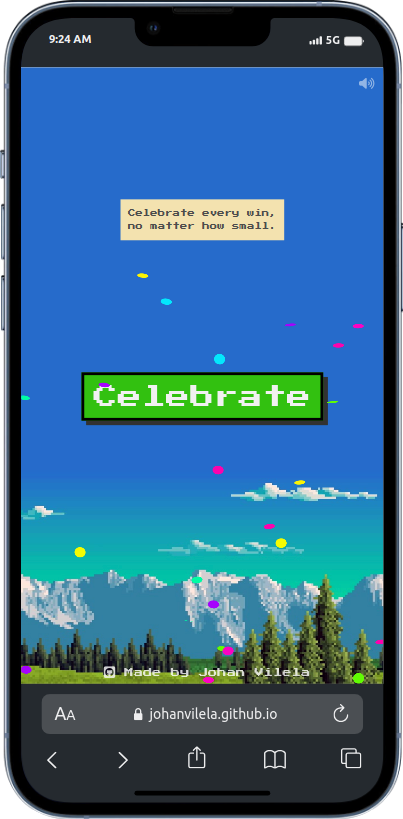 9:24 AM
5G
Celebrate every win,
no matter how small.
Celebrate
Made by Johan Vilela
AA
johanvilela.github.io